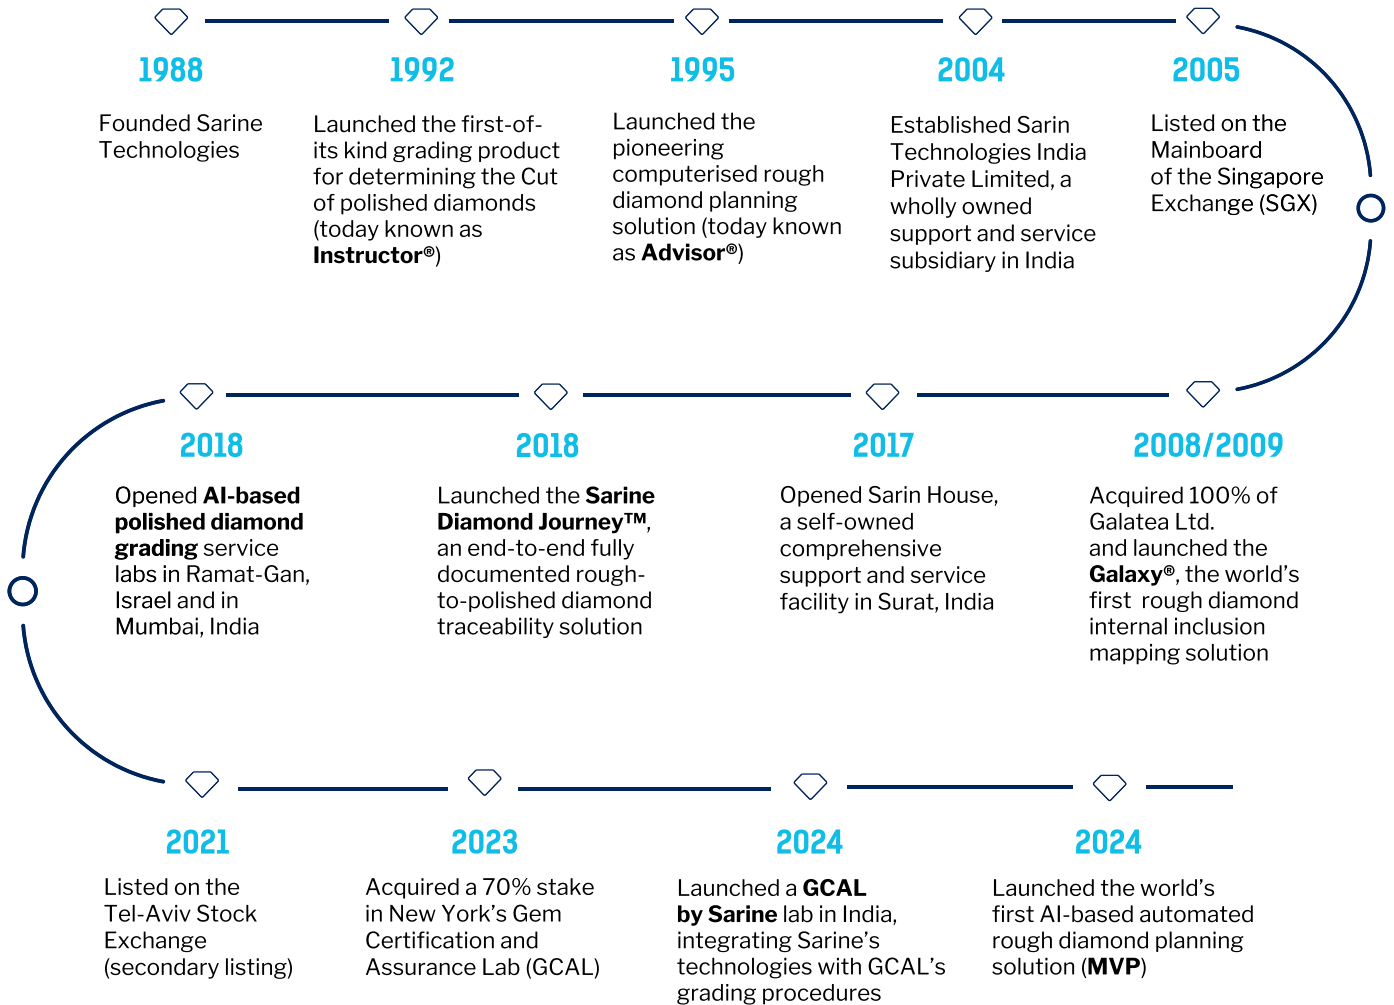 1988
Founded Sarine
Technologies
1992
Launched the first-of-
its kind grading product
for determining the Cut
of polished diamonds
(today known as
Instructor®)
1995
Launched the
pioneering
computerised rough
diamond planning
solution (today known
as Advisor®)
2004
Established Sarin
Technologies India
Private Limited, a
wholly owned
support and service
subsidiary in India
2005
Listed on the
Mainboard
of the Singapore
Exchange (SGX)
2008/2009
Acquired 100% of
Galatea Ltd.
and launched the
Galaxy®, the world’s
first rough diamond
internal inclusion
mapping solution
2017
Opened Sarin House,
a self-owned
comprehensive
support and service
facility in Surat, India
2018
Launched the Sarine
Diamond Journey™,
an end-to-end fully
documented rough-
to-polished diamond
traceability solution
2018
Opened AI-based
polished diamond
grading service
labs in Ramat-Gan,
Israel and in
Mumbai, India
2021
Listed on the
Tel-Aviv Stock
Exchange
(secondary listing)
2023
Acquired a 70% stake
in New York’s Gem
Certification and
Assurance Lab (GCAL)
2024
Launched a GCAL
by Sarine lab in India,
integrating Sarine’s
technologies with GCAL’s
grading procedures
2024
Launched the world’s
first AI-based automated
rough diamond planning
solution (MVP)